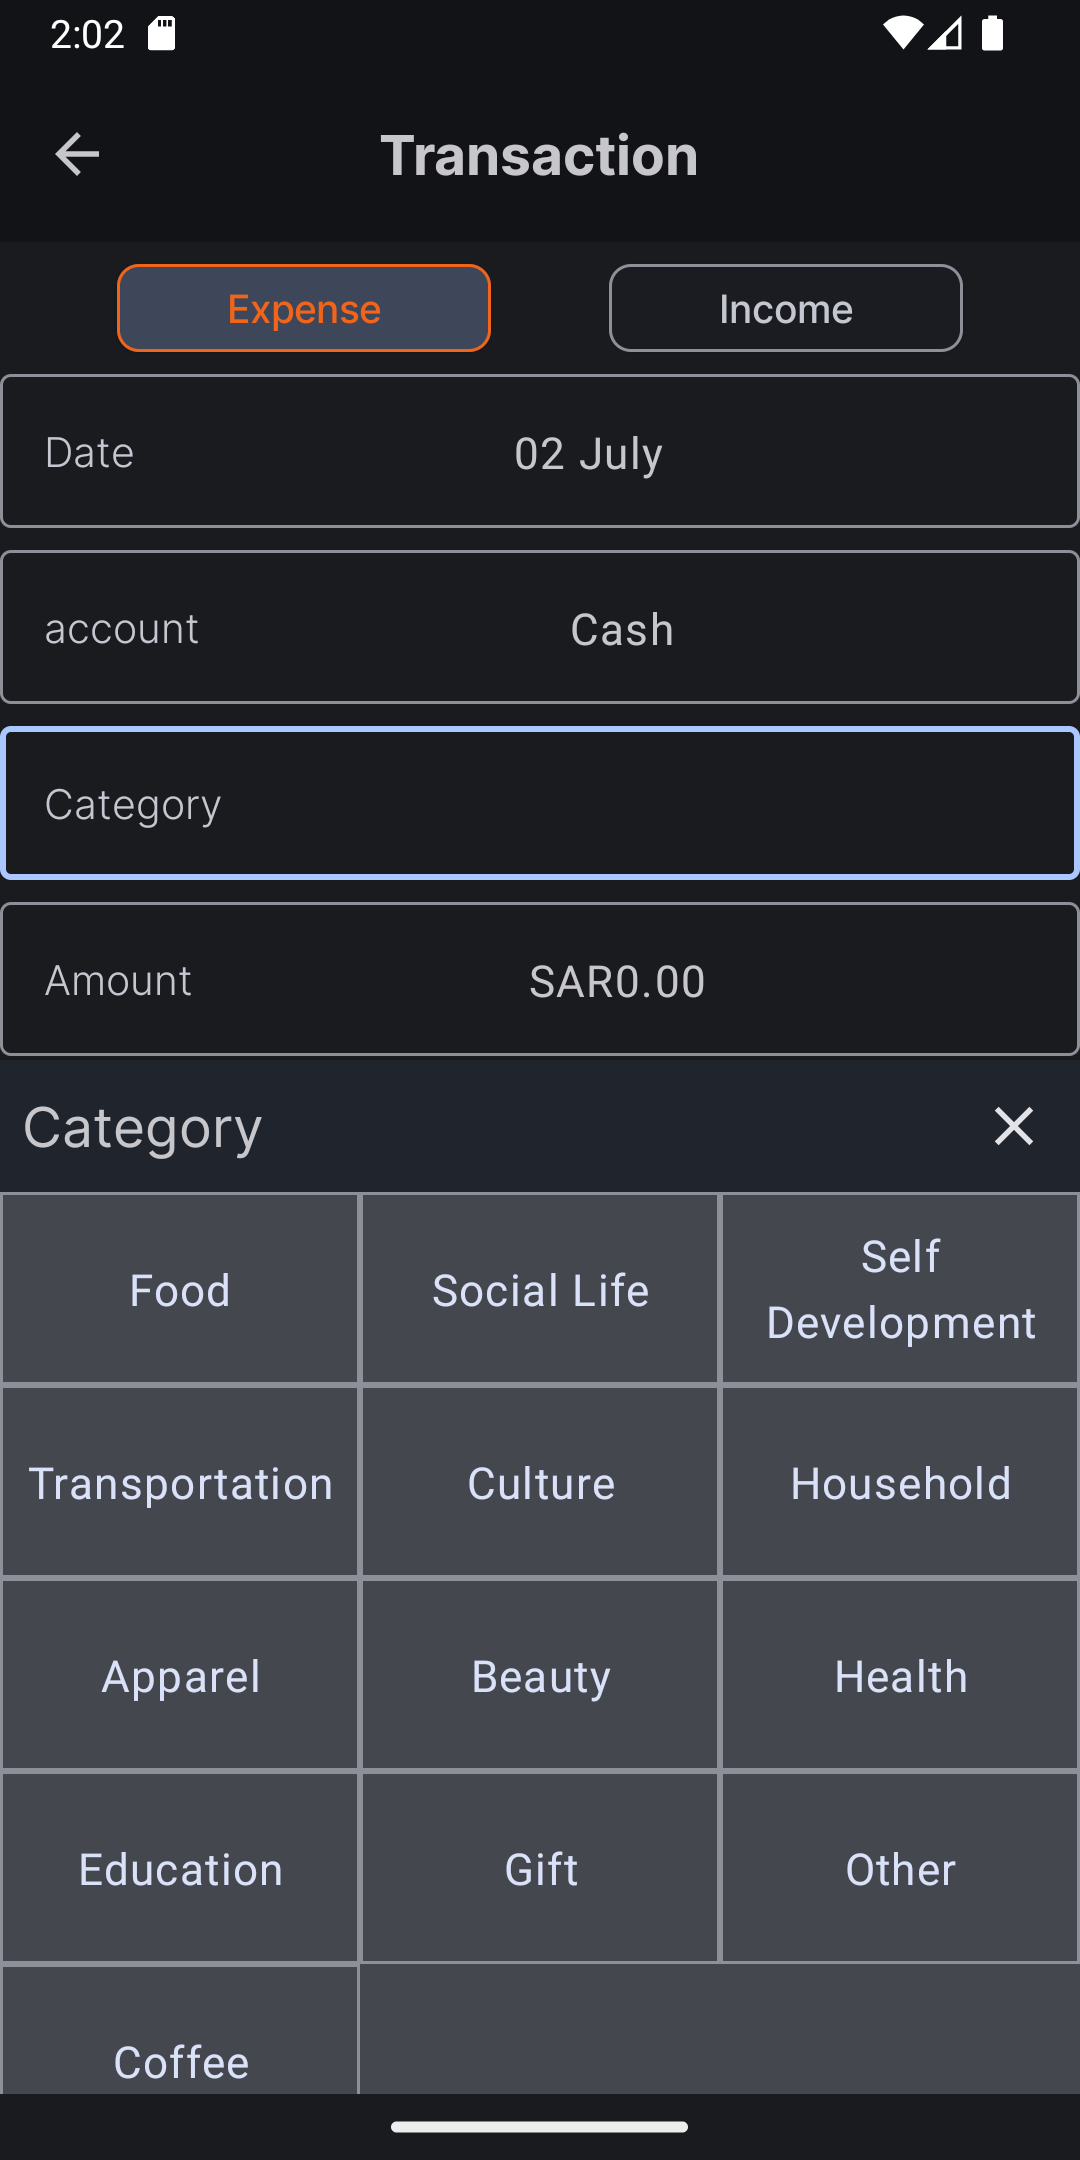 2:02
Transaction
Expense
Income
Date
02 July
account
Cash
Category
Amount
SAR0.00
Category
Food
Social Life
Self
Development
Transportation
Culture
Household
Apparel
Beauty
Health
Education
Gift
Other
Coffee